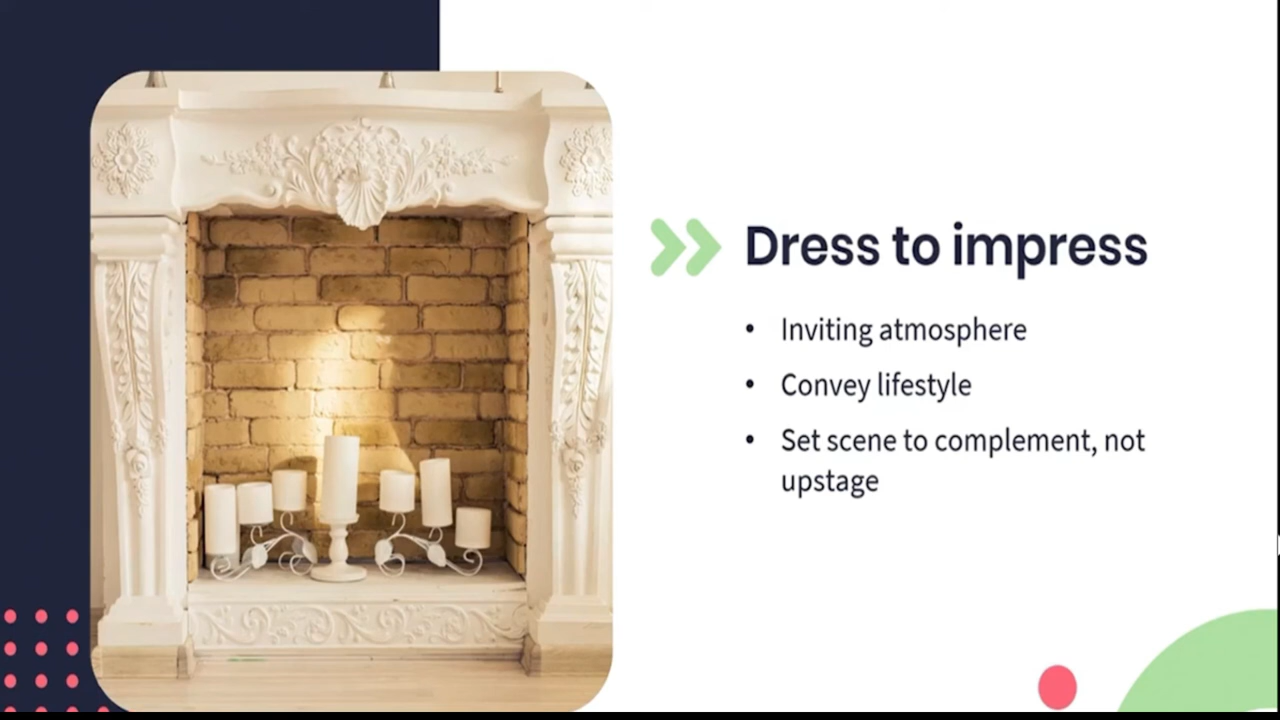 Dress to impress
• Inviting atmosphere
• Convey lifestyle
• Set scene to complement, not
upstage